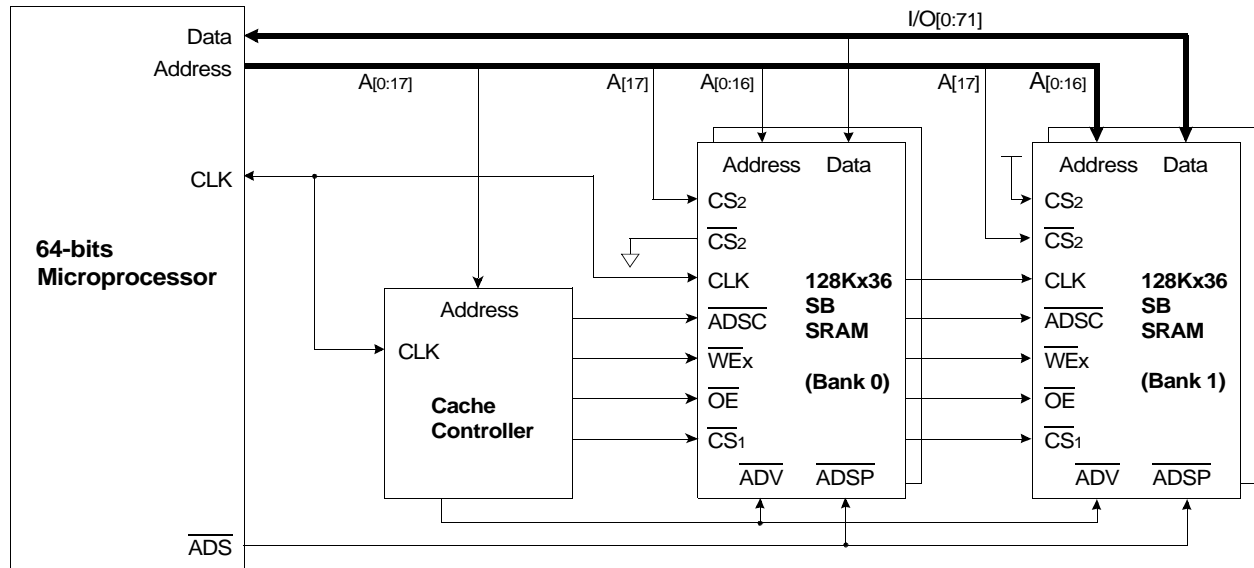 I/O[0:71]
Data
Address
A[0:17]
A[17]
A[0:16]
A[17]
A[0:16]
CLK
64-bits
Microprocessor
ADS
Address
CLK
Cache
Controller
Address Data
CS2
CS2
CLK
ADSC
WEx
OE
CS1
ADV ADSP
128Kx36
SB
SRAM
(Bank 0)
Address Data
CS2
CS2
CLK
ADSC
WEx
OE
CS1
ADV ADSP
128Kx36
SB
SRAM
(Bank 1)